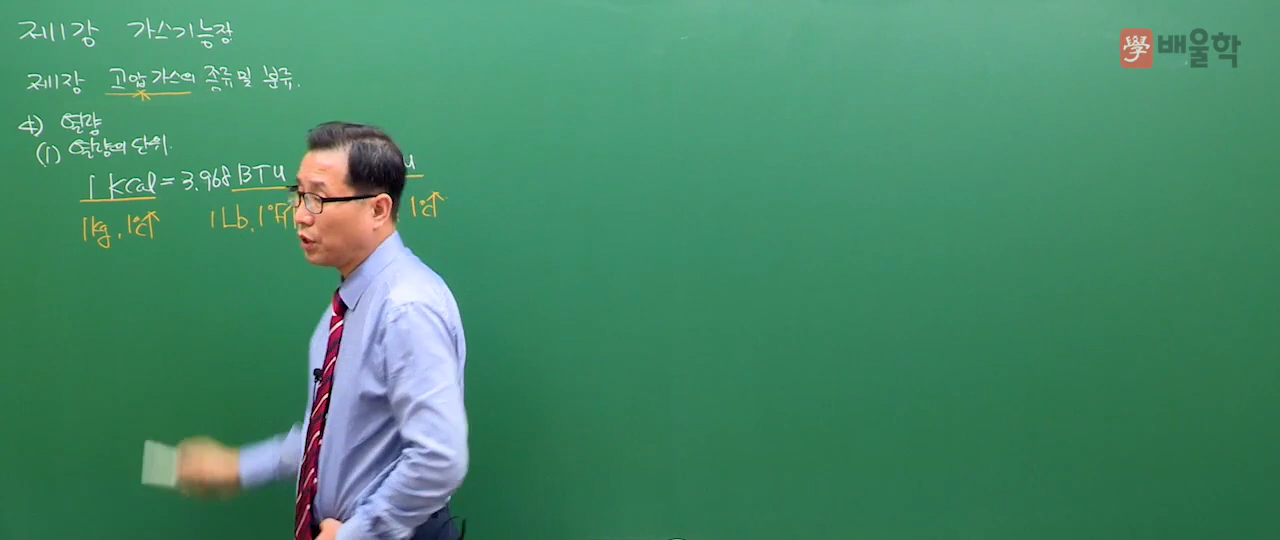 제1강 가스기능장
學 배울학
제1장 고압가스의 종류 및 분류.
4) 열량
(1) 열량의 단위.
1 kcal = 3.968 BTU u
1kg, 1℃↑ 1Lb, 1℉↑ 1℃↑